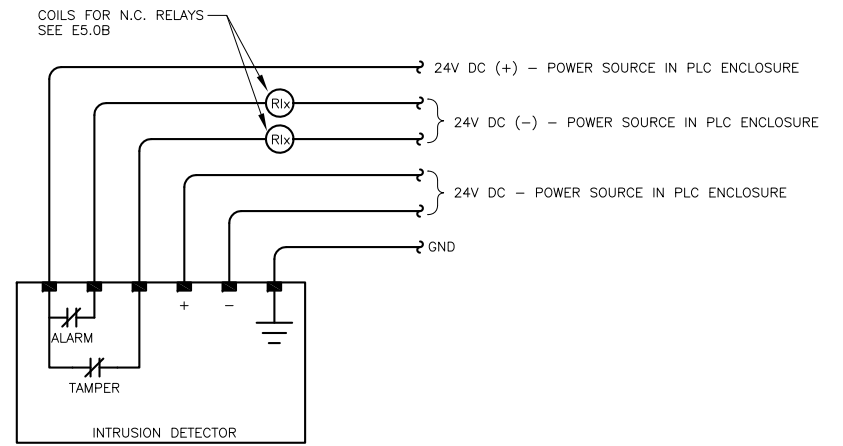 COILS FOR N.C. RELAYS
SEE E5.0B
24V DC (+) – POWER SOURCE IN PLC ENCLOSURE
RIx
24V DC (–) – POWER SOURCE IN PLC ENCLOSURE
RIx
24V DC – POWER SOURCE IN PLC ENCLOSURE
GND
+ –
ALARM
TAMPER
INTRUSION DETECTOR